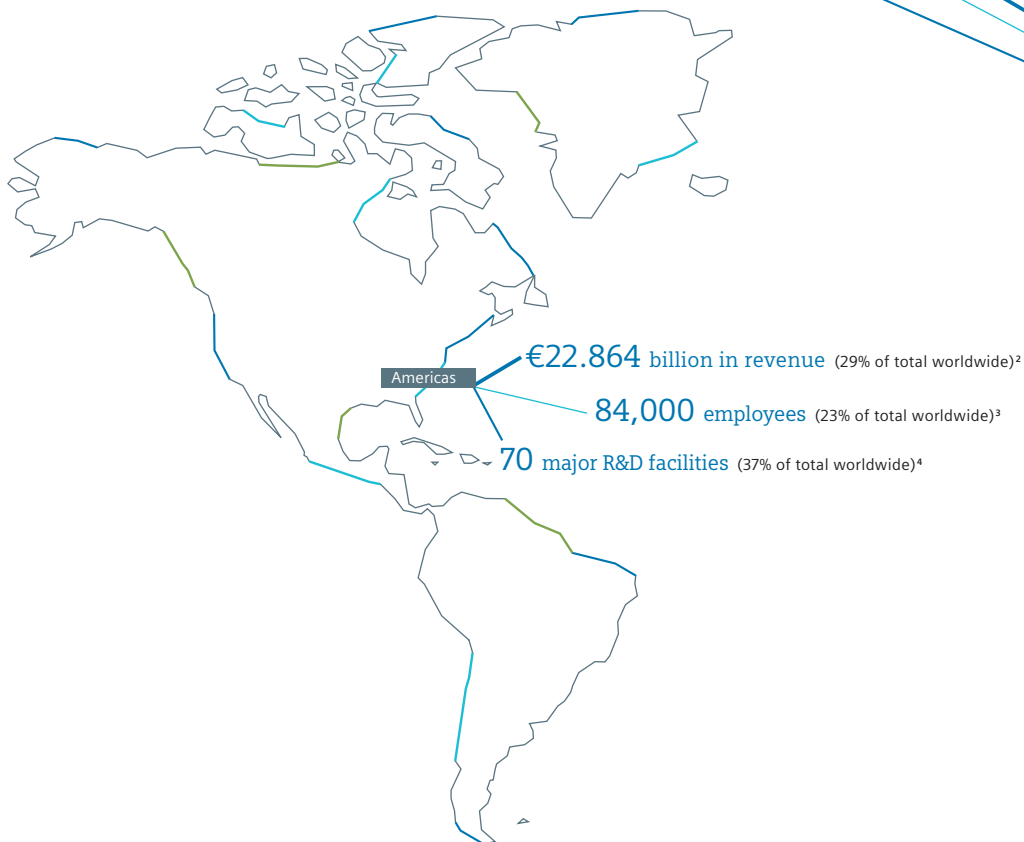 €22.864 billion in revenue (29% of total worldwide)²
Americas
84,000 employees (23% of total worldwide)³
70 major R&D facilities (37% of total worldwide)⁴